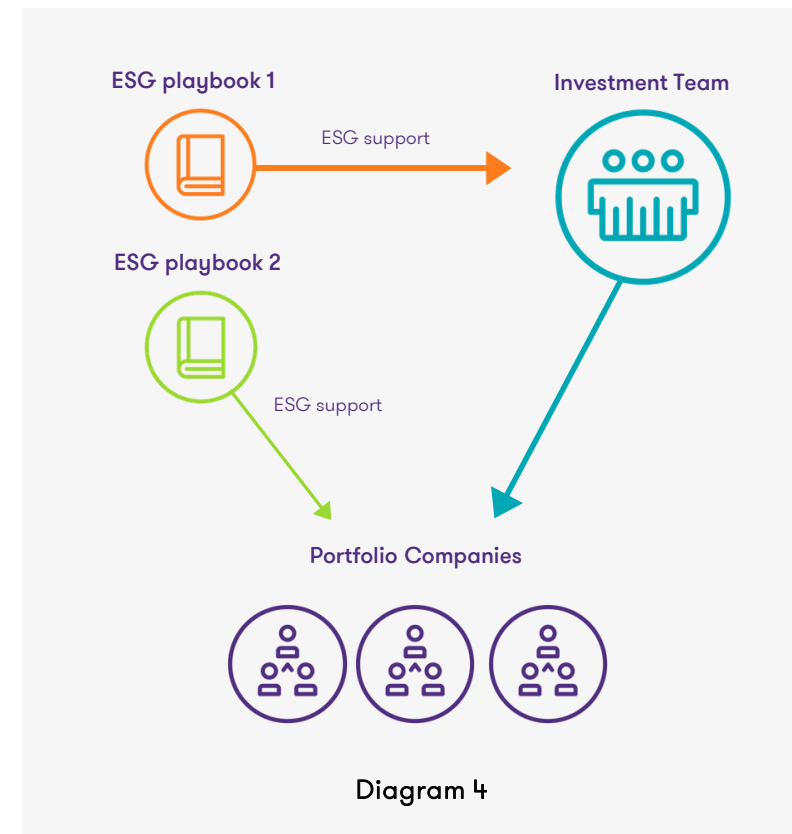 ESG playbook 1
Investment Team
ESG support
ESG playbook 2
ESG support
Portfolio Companies
Diagram 4